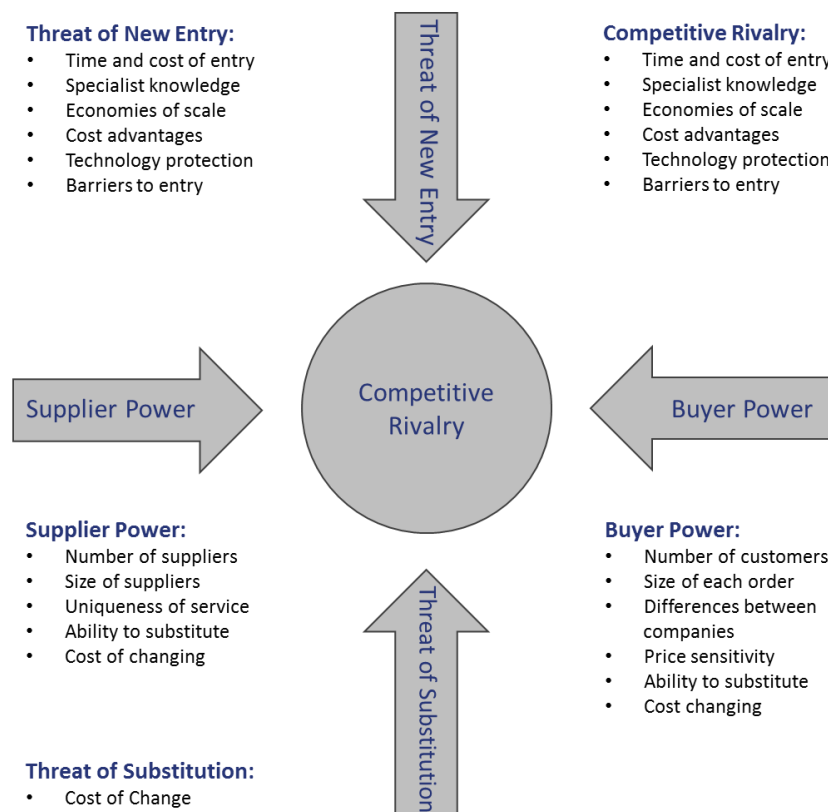 Threat of New Entry:
• Time and cost of entry
• Specialist knowledge
• Economies of scale
• Cost advantages
• Technology protection
• Barriers to entry
Threat of New Entry
Competitive Rivalry:
• Time and cost of entry
• Specialist knowledge
• Economies of scale
• Cost advantages
• Technology protection
• Barriers to entry
Supplier Power
Competitive
Rivalry
Buyer Power
Supplier Power:
• Number of suppliers
• Size of suppliers
• Uniqueness of service
• Ability to substitute
• Cost of changing
Threat of Substitution
Buyer Power:
• Number of customers
• Size of each order
• Differences between
companies
• Price sensitivity
• Ability to substitute
• Cost changing
Threat of Substitution:
• Cost of Change